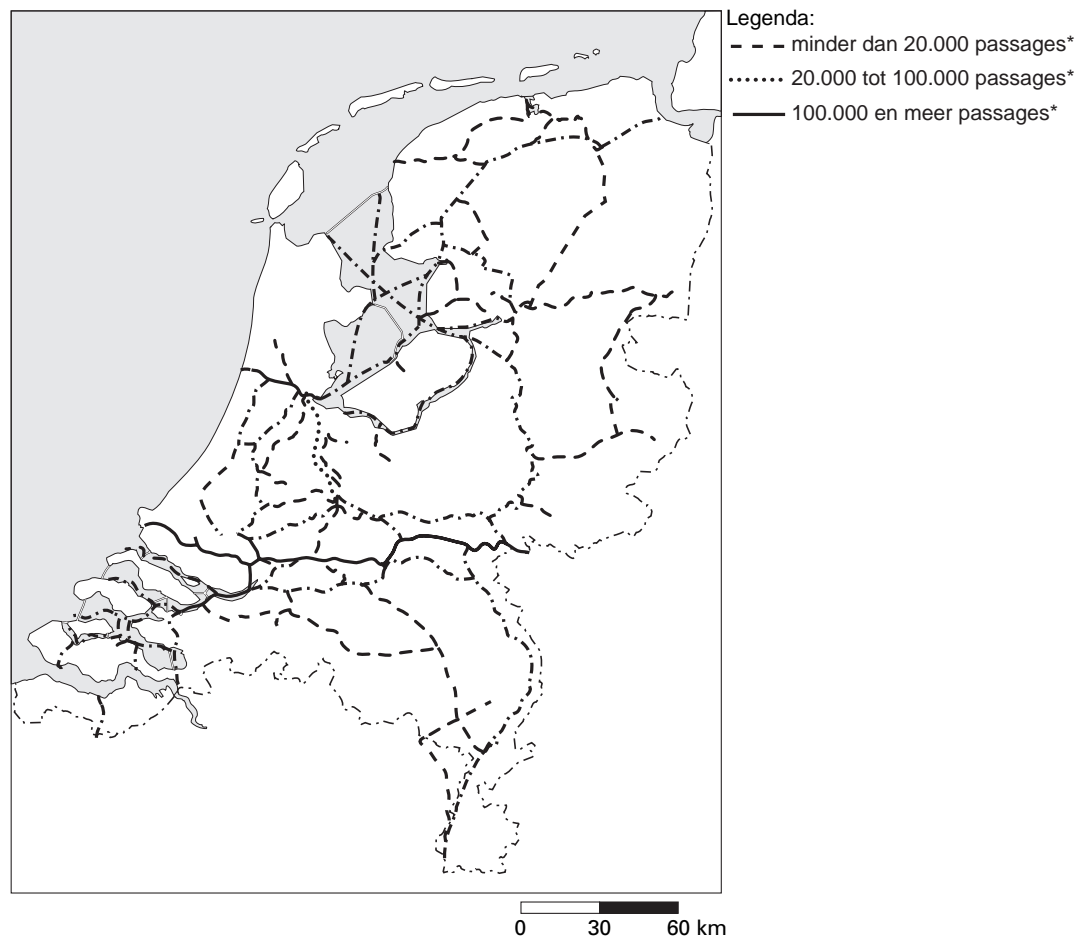 Legenda:
minder dan 20.000 passages*
20.000 tot 100.000 passages*
100.000 en meer passages*
0 30 60 km